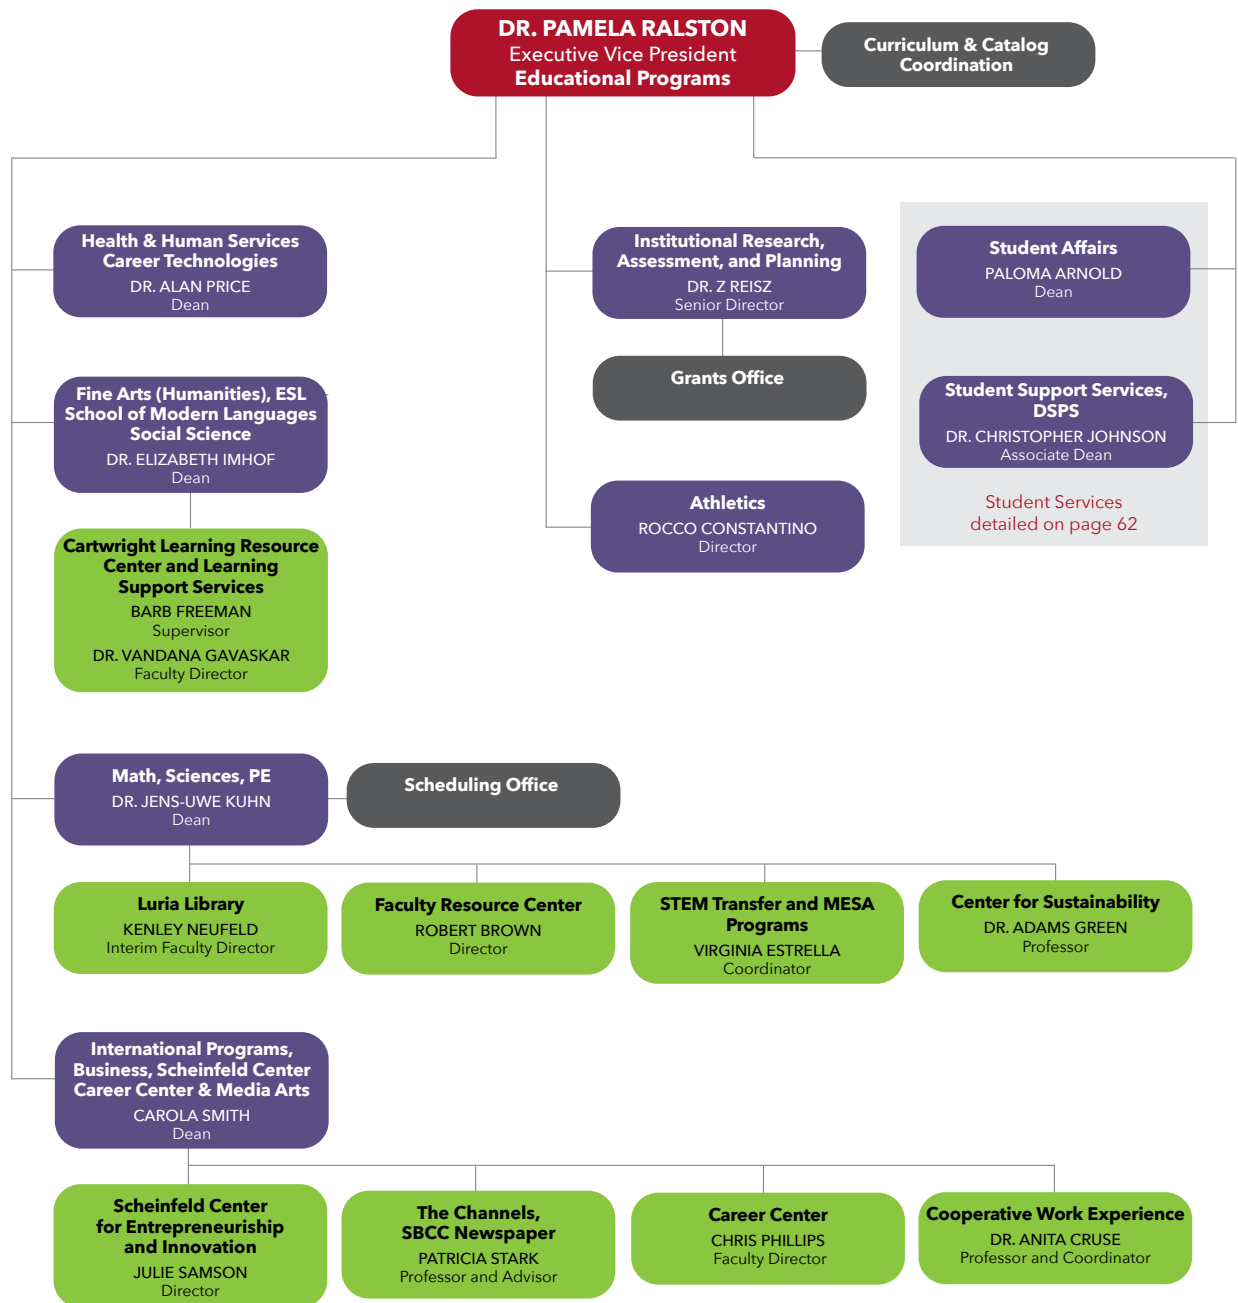 DR. PAMELA RALSTON
Executive Vice President
Educational Programs
Curriculum & Catalog
Coordination
Health & Human Services
Career Technologies
DR. ALAN PRICE
Dean
Institutional Research,
Assessment, and Planning
DR. Z REISZ
Senior Director
Student Affairs
PALOMA ARNOLD
Dean
Grants Office
Fine Arts (Humanities), ESL
School of Modern Languages
Social Science
DR. ELIZABETH IMHOF
Dean
Student Support Services,
DSPS
DR. CHRISTOPHER JOHNSON
Associate Dean
Athletics
ROCCO CONSTANTINO
Director
Student Services
detailed on page 62
Cartwright Learning Resource
Center and Learning
Support Services
BARB FREEMAN
Supervisor
DR. VANDANA GAVASKAR
Faculty Director
Math, Sciences, PE
DR. JENS-UWE KUHN
Dean
Scheduling Office
Luria Library
KENLEY NEUFELD
Interim Faculty Director
Faculty Resource Center
ROBERT BROWN
Director
STEM Transfer and MESA
Programs
VIRGINIA ESTRELLA
Coordinator
Center for Sustainability
DR. ADAMS GREEN
Professor
International Programs,
Business, Scheinfeld Center
Career Center & Media Arts
CAROLA SMITH
Dean
Scheinfeld Center
for Entrepreneuriship
and Innovation
JULIE SAMSON
Director
The Channels,
SBCC Newspaper
PATRICIA STARK
Professor and Advisor
Career Center
CHRIS PHILLIPS
Faculty Director
Cooperative Work Experience
DR. ANITA CRUSE
Professor and Coordinator